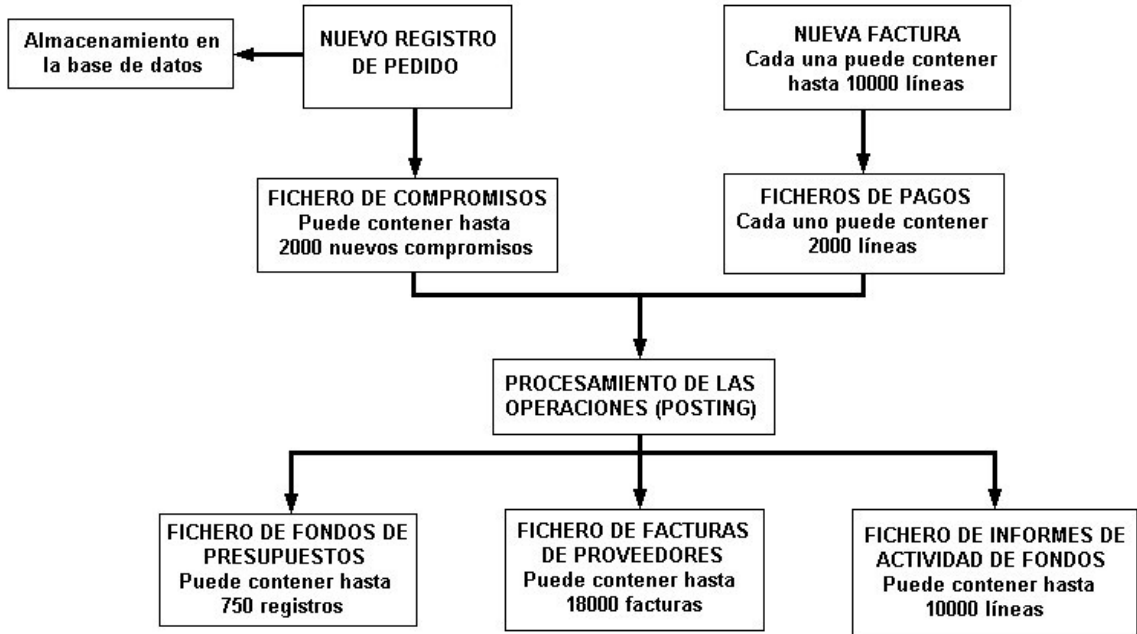 Almacenamiento en
la base de datos
NUEVO REGISTRO
DE PEDIDO
NUEVA FACTURA
Cada una puede contener
hasta 10000 líneas
FICHERO DE COMPROMISOS
Puede contener hasta
2000 nuevos compromisos
FICHEROS DE PAGOS
Cada uno puede contener
2000 líneas
PROCESAMIENTO DE LAS
OPERACIONES (POSTING)
FICHERO DE FONDOS DE
PRESUPUESTOS
Puede contener hasta
750 registros
FICHERO DE FACTURAS
DE PROVEEDORES
Puede contener hasta
18000 facturas
FICHERO DE INFORMES DE
ACTIVIDAD DE FONDOS
Puede contener hasta
10000 líneas